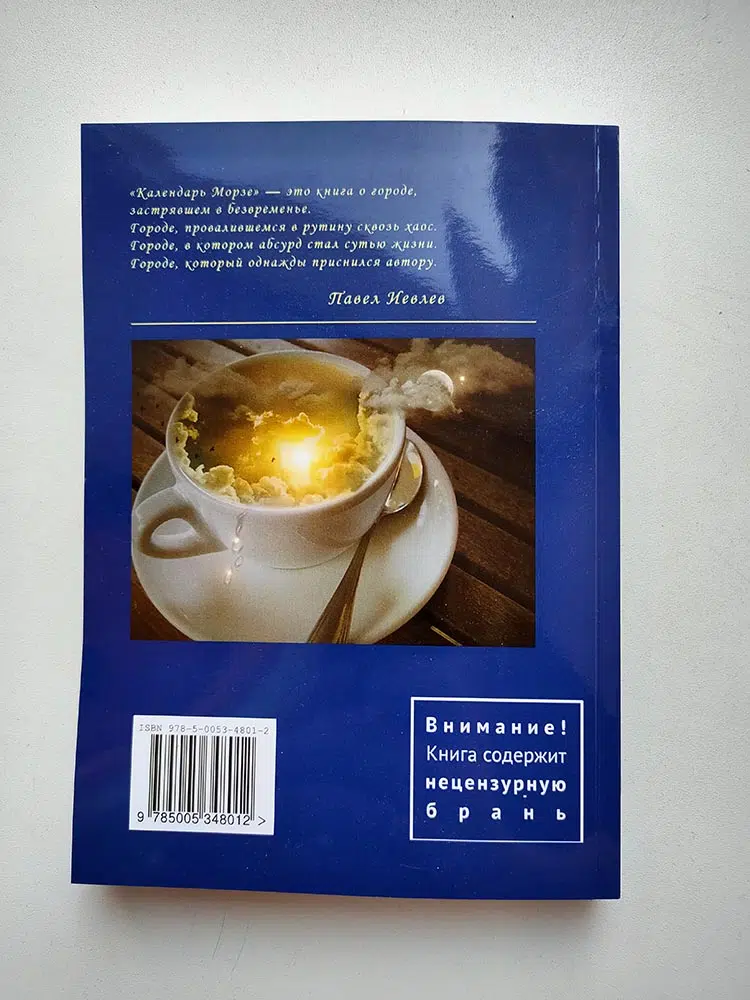 «Календарь Морзе» — это книга о городе,
застрявшем в безвременье.
Городе, провалившемся в рутину сквозь хаос.
Городе, в котором абсурд стал сутью жизни.
Городе, который однажды приснился автору.
Павел Иевлев
ISBN 978-5-0053-4801-2
9 785005 348012 >
Внимание!
Книга содержит
нецензурную
брань